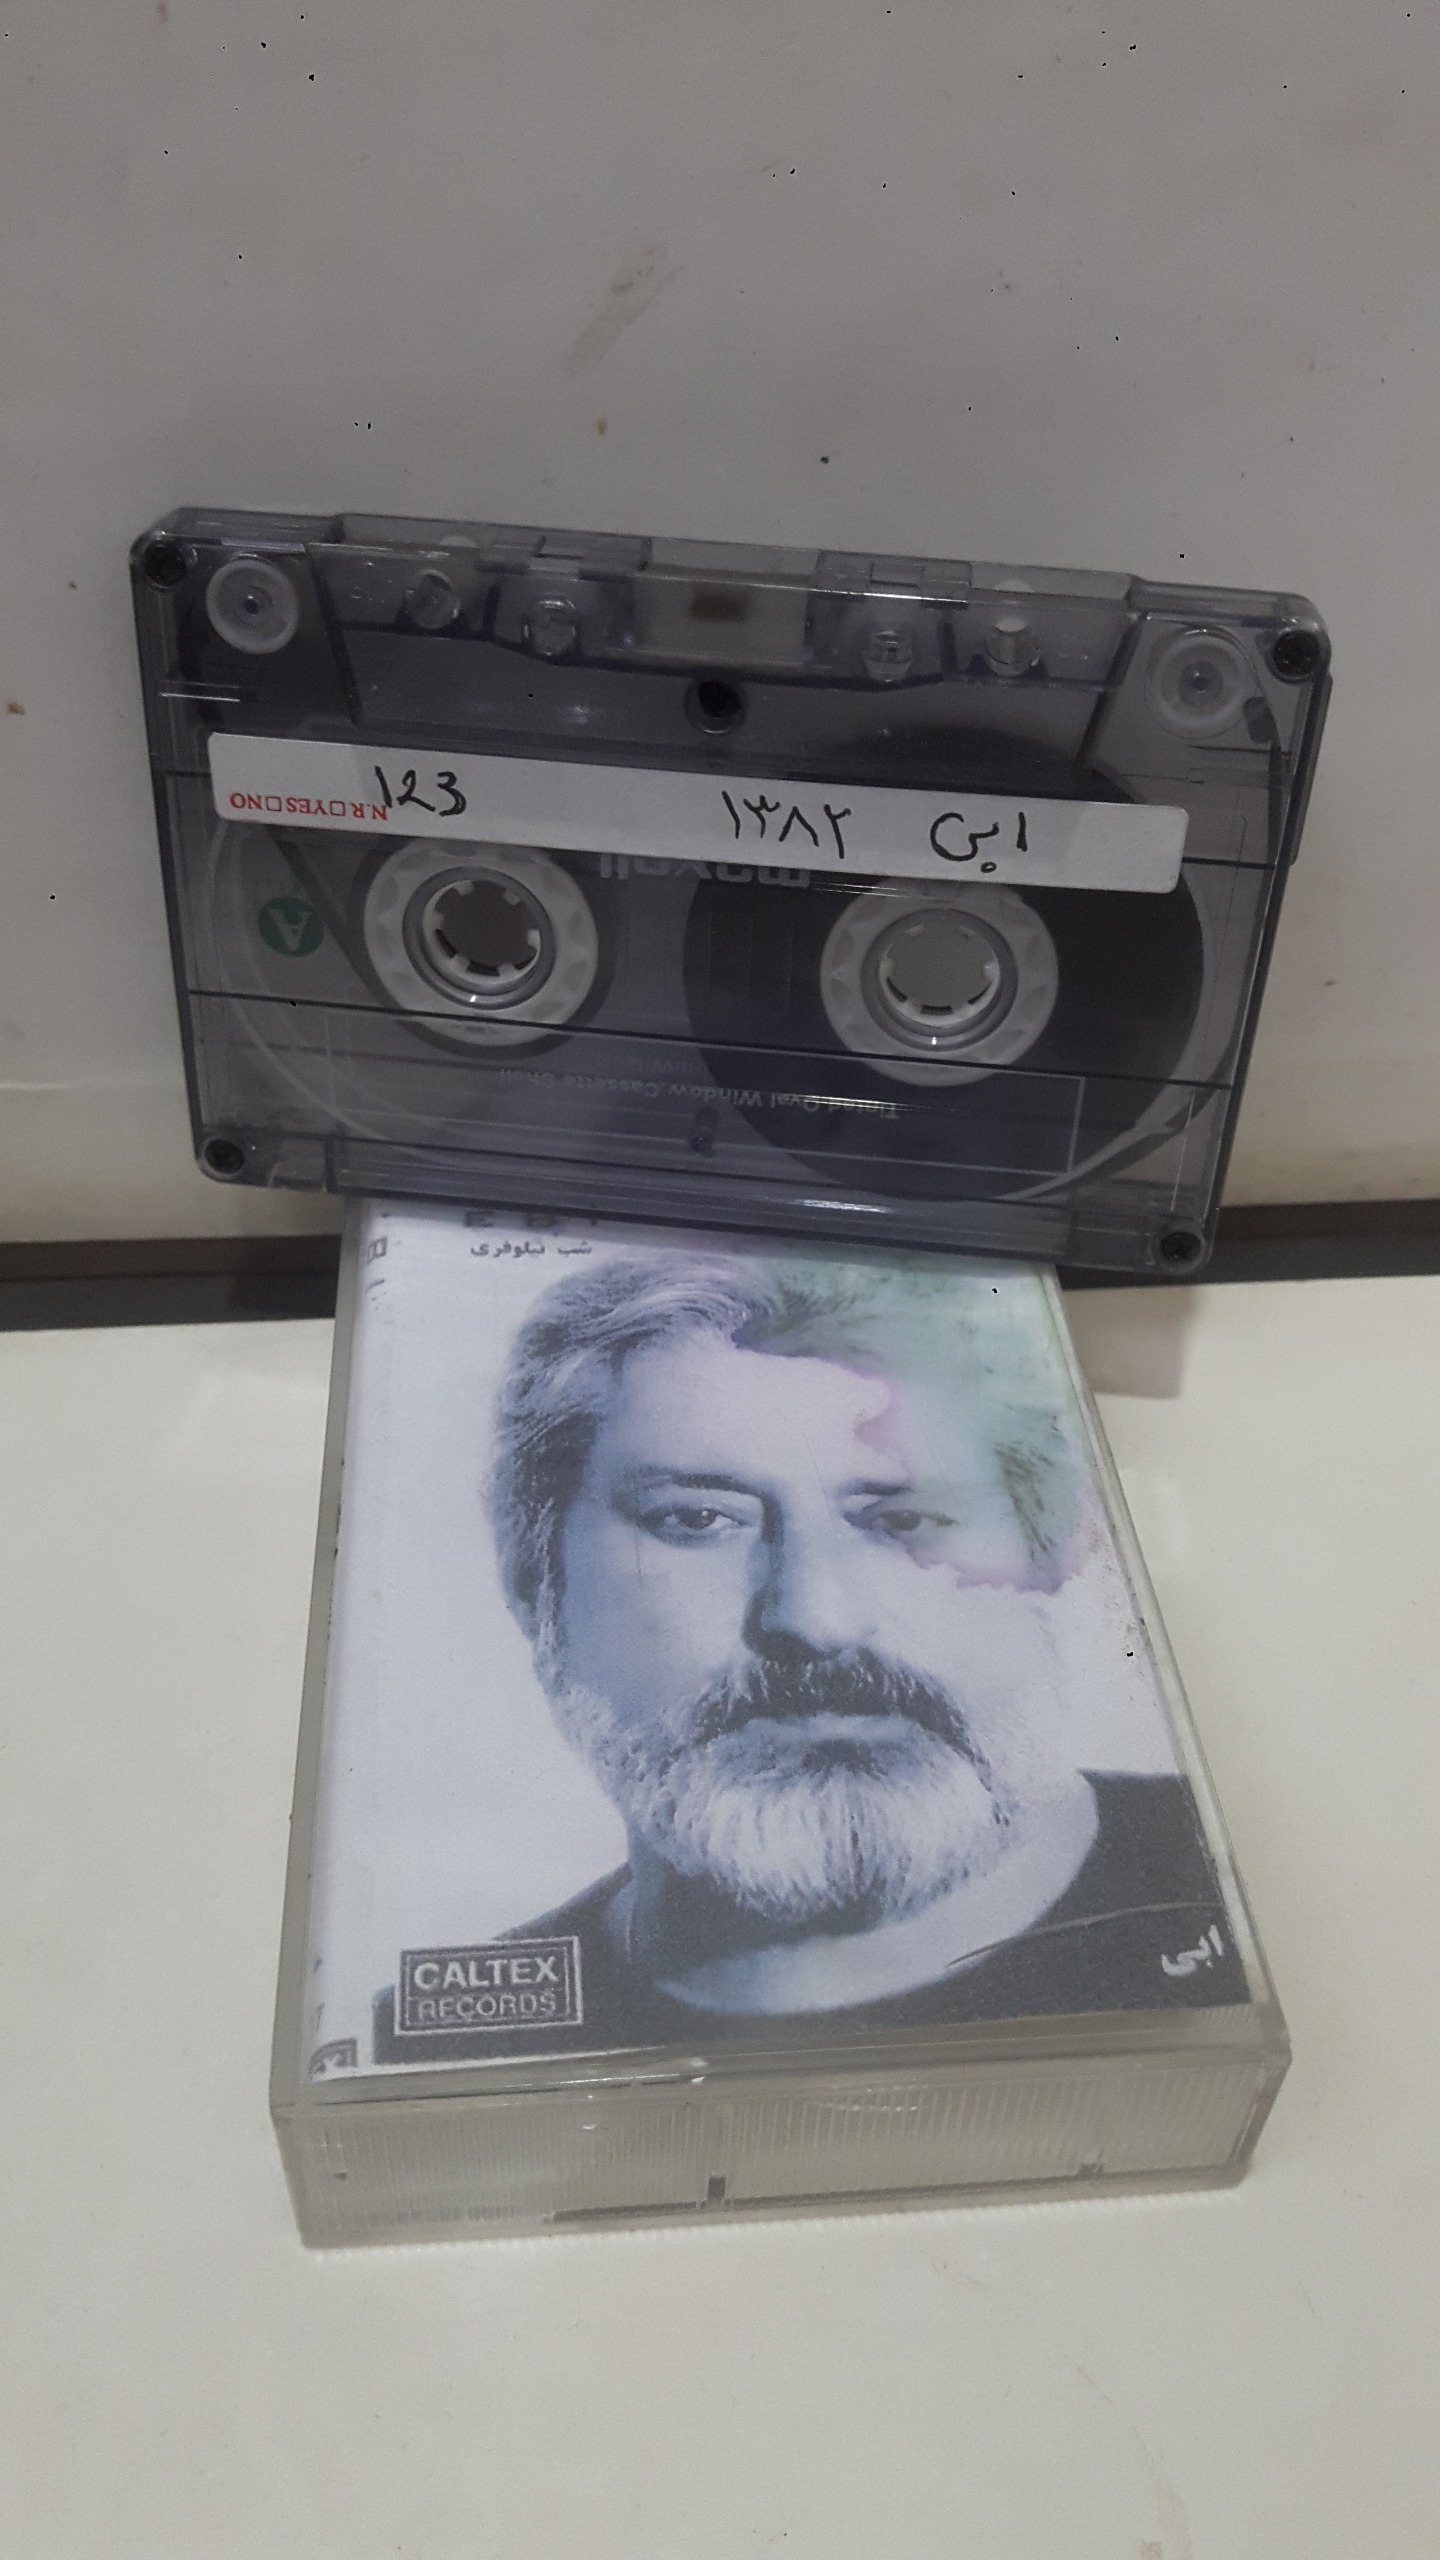 N.R□YES□NO
123 ابی ۱۳۸۲
maxell
A
Tinted Oval Window, Cassette Shell
EBI
شب نیلوفری
CALTEX
RECORDS
ابی